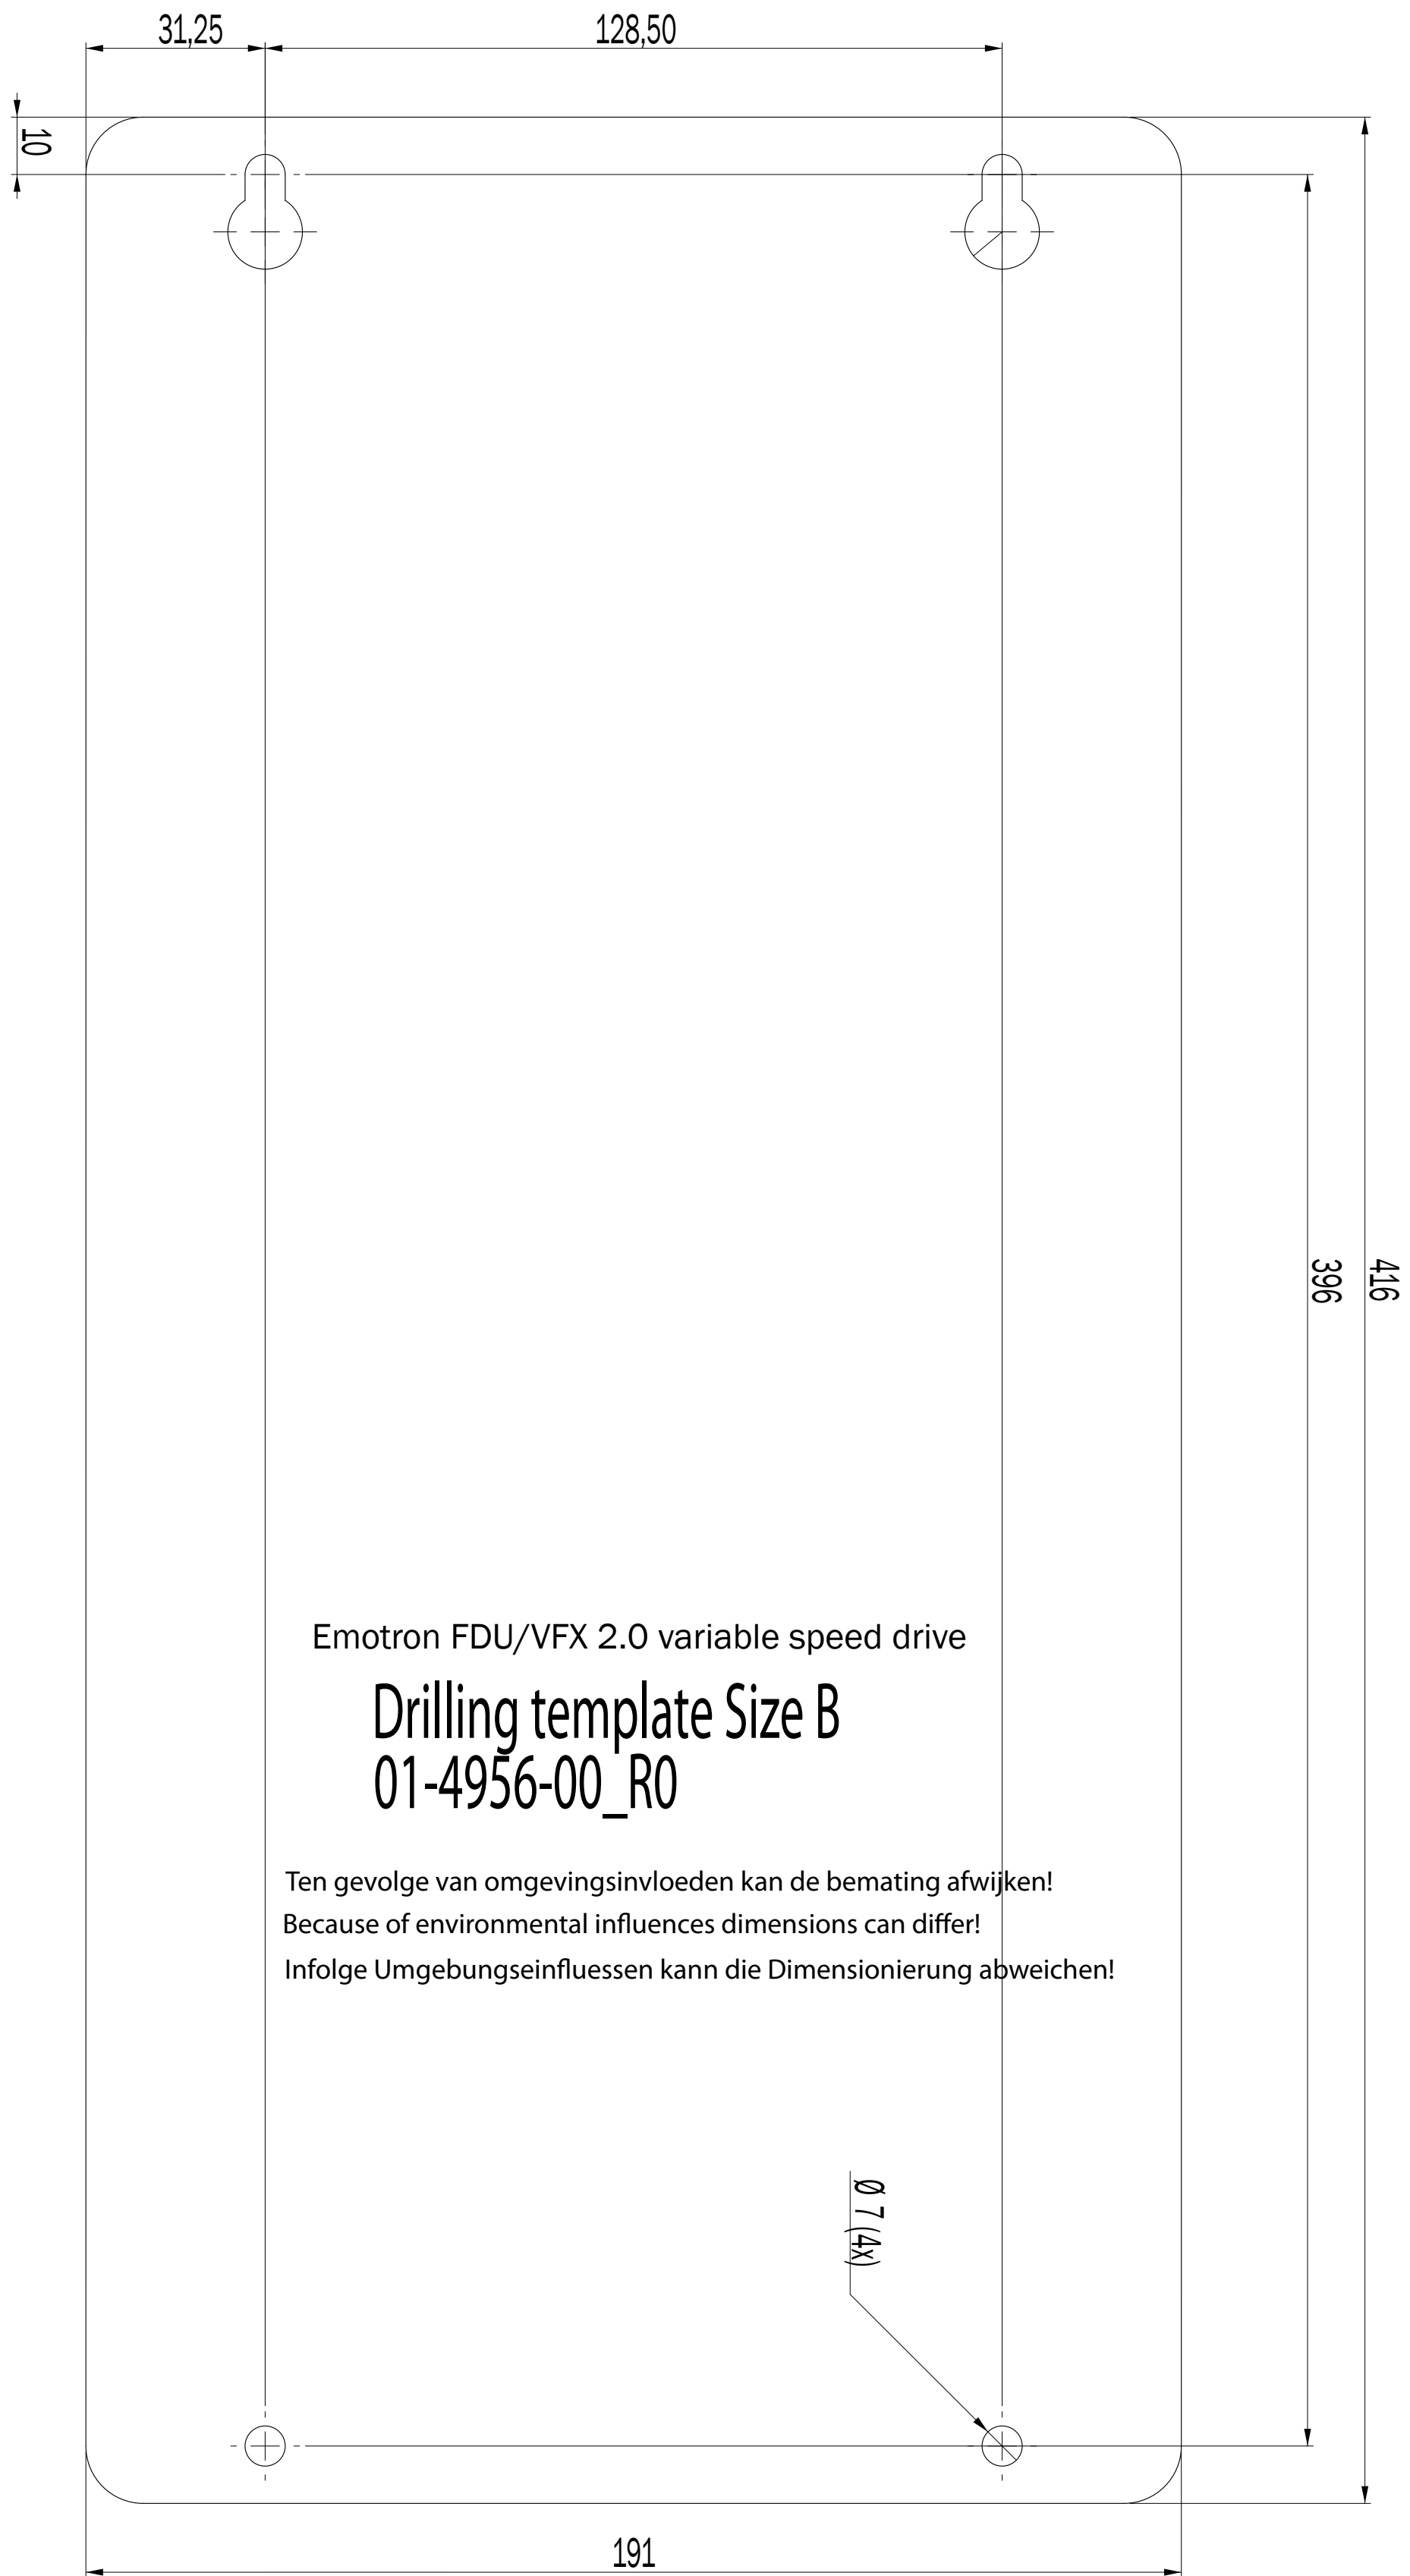 31,25
128,50
10
416
396
Emotron FDU/VFX 2.0 variable speed drive
Drilling template Size B
01-4956-00_R0
Ten gevolge van omgevingsinvloeden kan de bemating afwijken!
Because of environmental influences dimensions can differ!
Infolge Umgebungseinfluessen kann die Dimensionierung abweichen!
Ø 7 (4x)
191